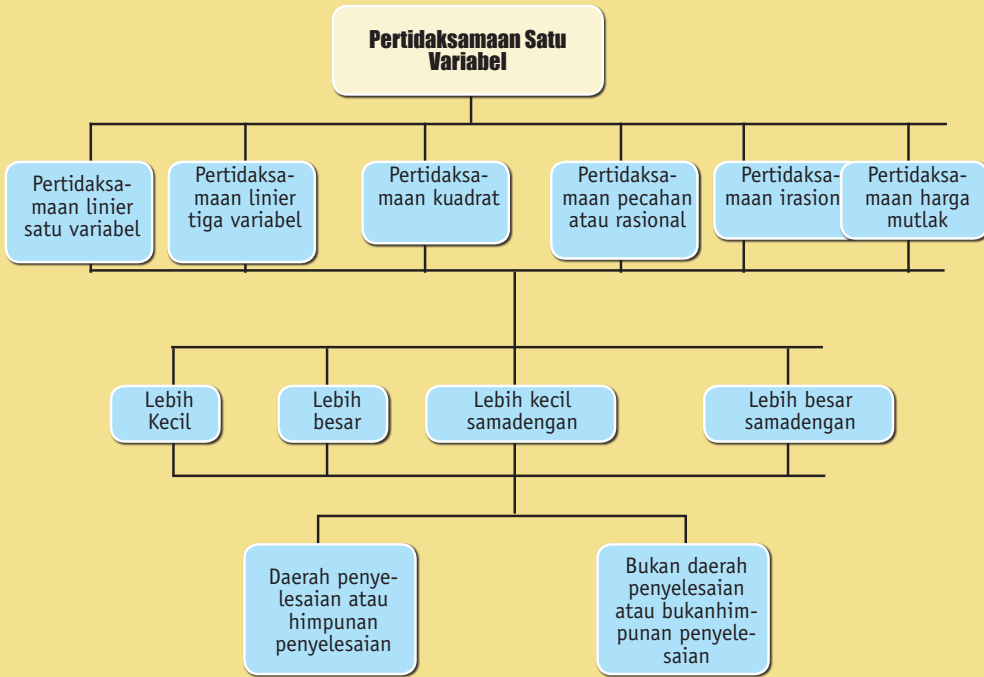 Pertidaksamaan Satu
Variabel
Pertidaksa-
maan linier
satu variabel
Pertidaksa-
maan linier
tiga variabel
Pertidaksa-
maan kuadrat
Pertidaksa-
maan pecahan
atau rasional
Pertidaksa-
maan irasion
Pertidaksa-
maan harga
mutlak
Lebih
Kecil
Lebih
besar
Lebih kecil
samadengan
Lebih besar
samadengan
Daerah penye-
lesaian atau
himpunan
penyelesaian
Bukan daerah
penyelesaian
atau bukanhim-
punan penyele-
saian